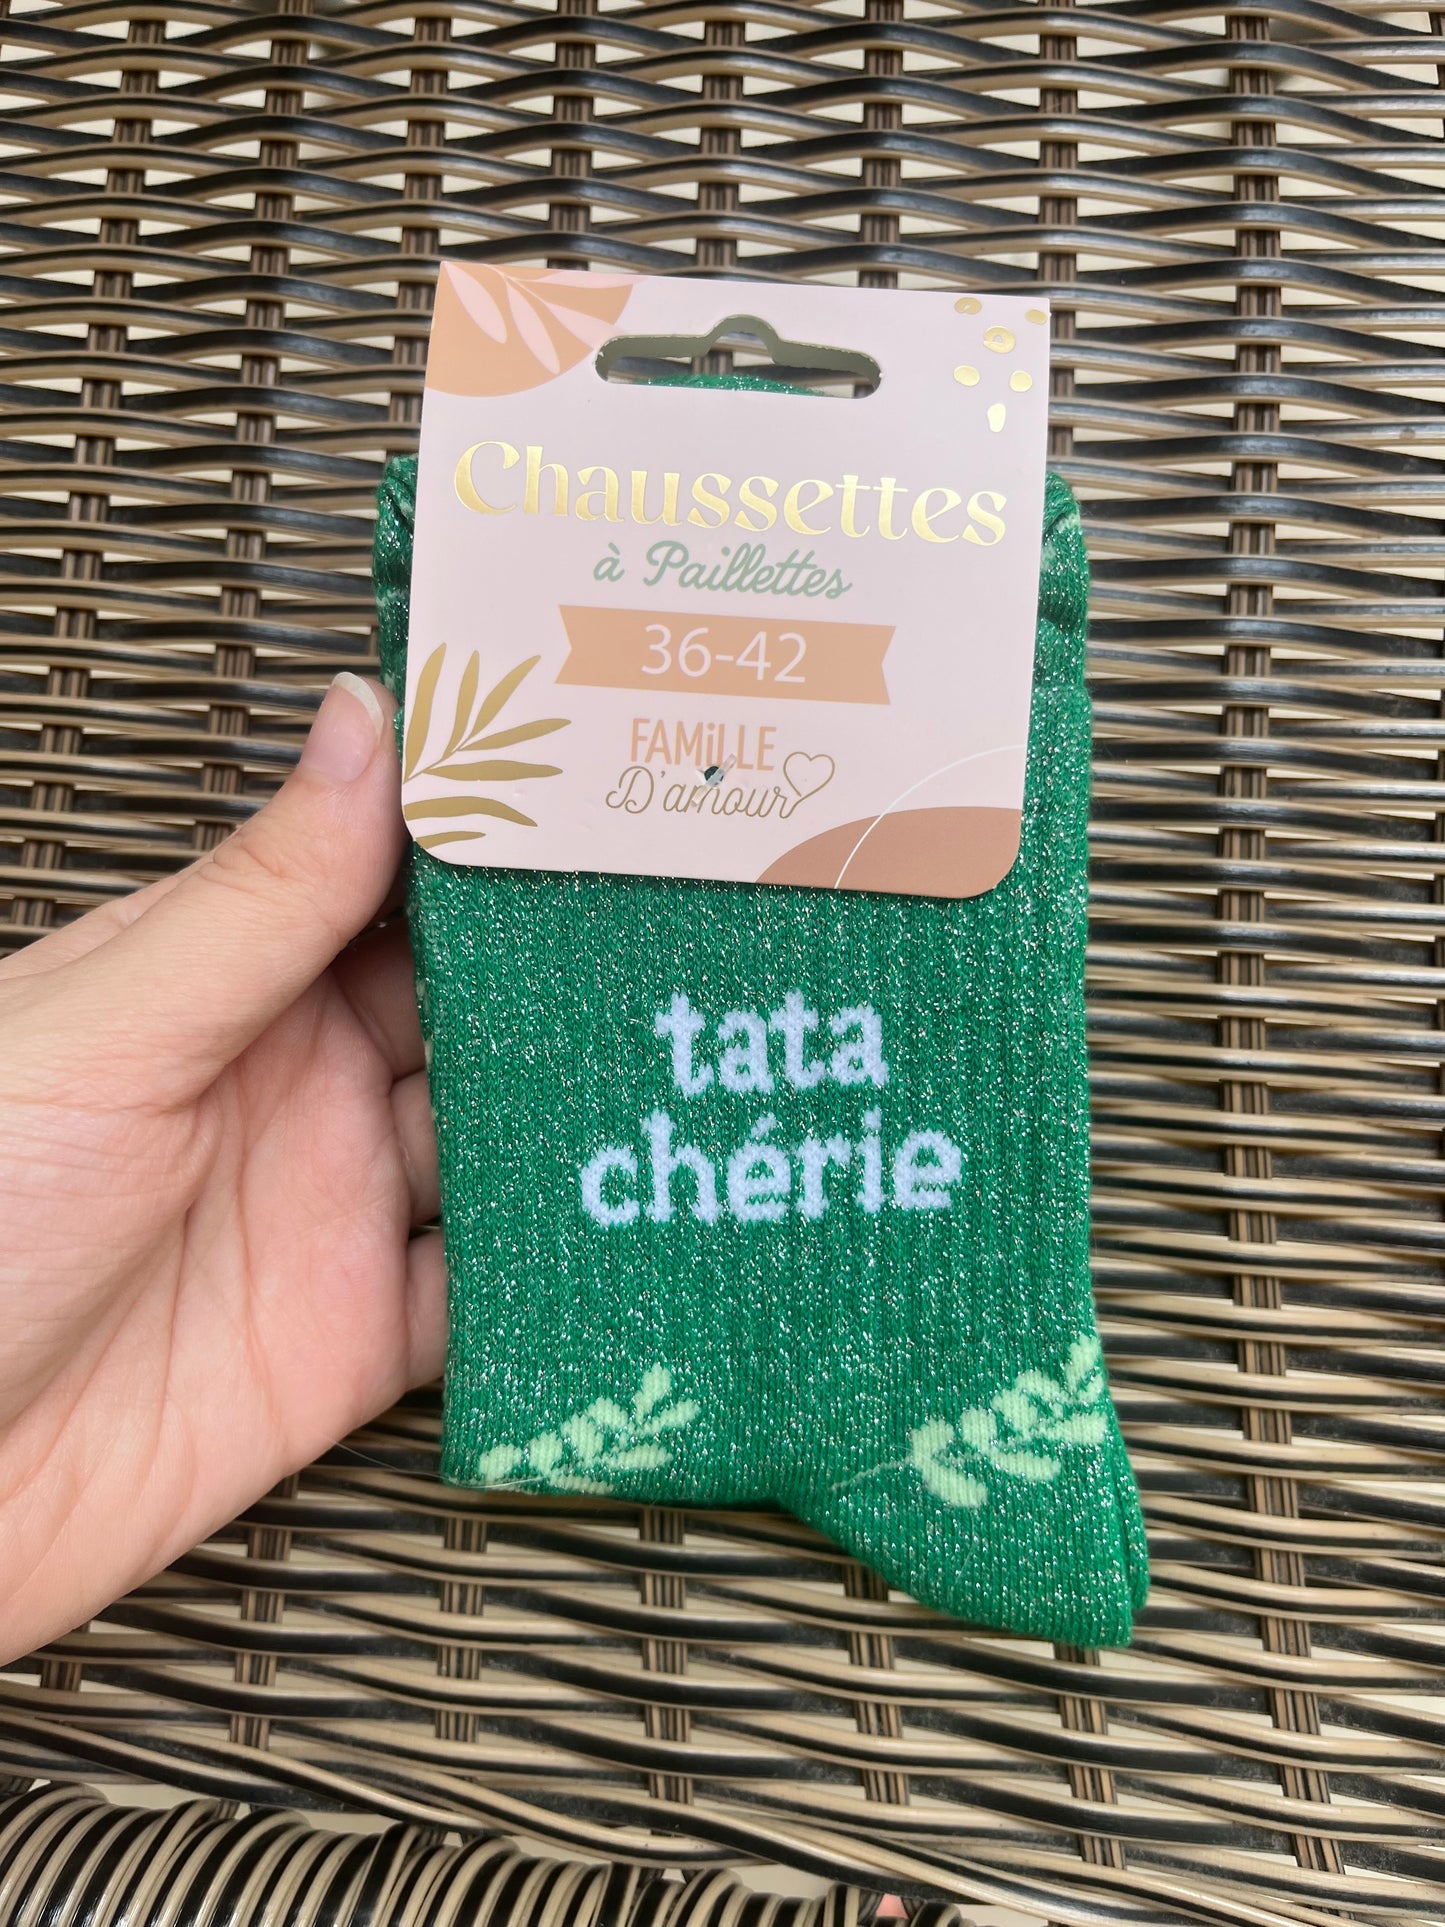 Chaussettes
à Paillettes
36-42
FAMiLLE
D'amour
tata
chérie